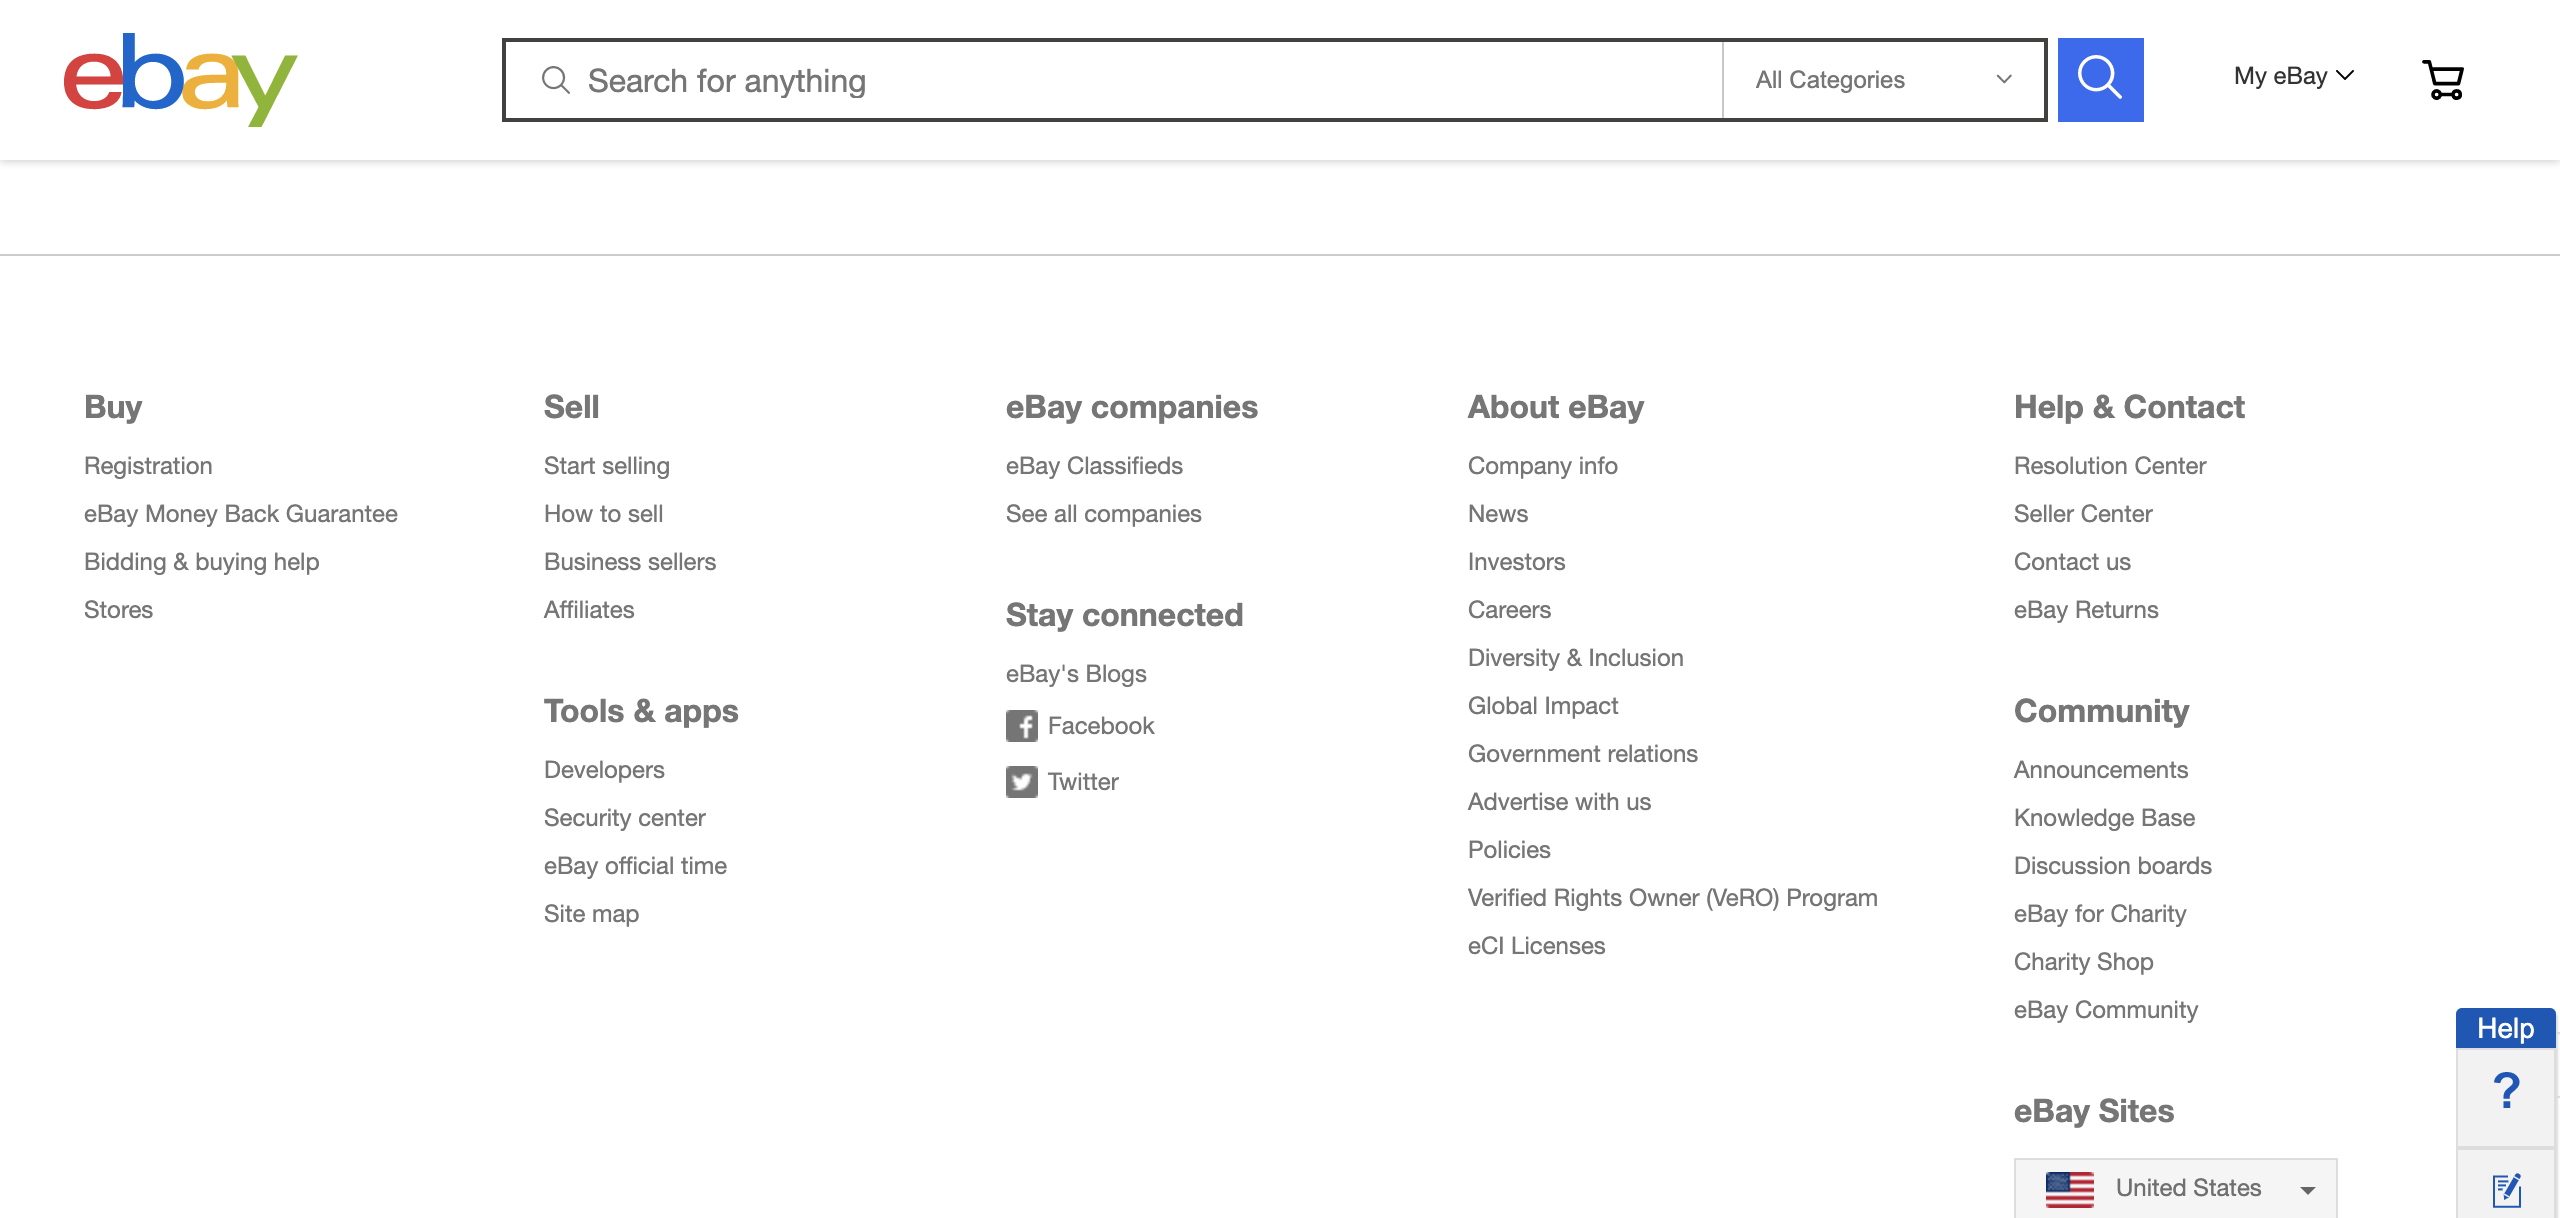 ebay
Search for anything
All Categories
My eBay
Buy
Registration
eBay Money Back Guarantee
Bidding & buying help
Stores
Sell
Start selling
How to sell
Business sellers
Affiliates
Tools & apps
Developers
Security center
eBay official time
Site map
eBay companies
eBay Classifieds
See all companies
Stay connected
eBay's Blogs
Facebook
Twitter
About eBay
Company info
News
Investors
Careers
Diversity & Inclusion
Global Impact
Government relations
Advertise with us
Policies
Verified Rights Owner (VeRO) Program
eCI Licenses
Help & Contact
Resolution Center
Seller Center
Contact us
eBay Returns
Community
Announcements
Knowledge Base
Discussion boards
eBay for Charity
Charity Shop
eBay Community
eBay Sites
United States
Help
?